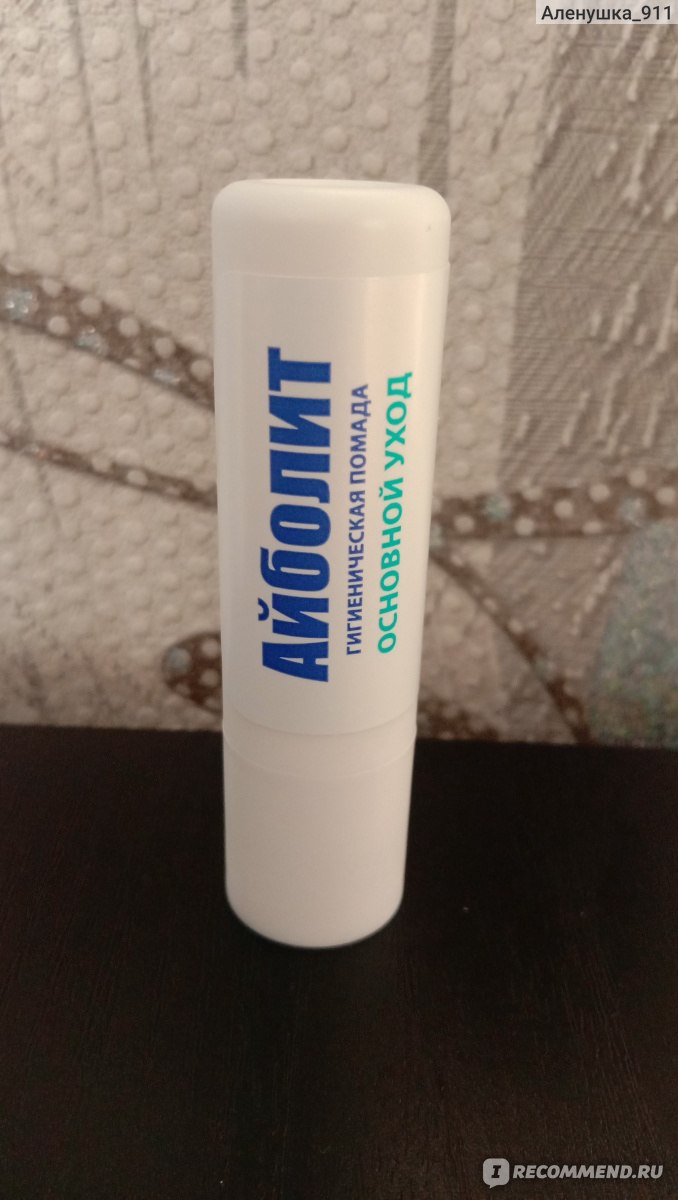 Аленушка_911
Айболит
ГИГИЕНИЧЕСКАЯ ПОМАДА
ОСНОВНОЙ УХОД
IRECOMMEND.RU